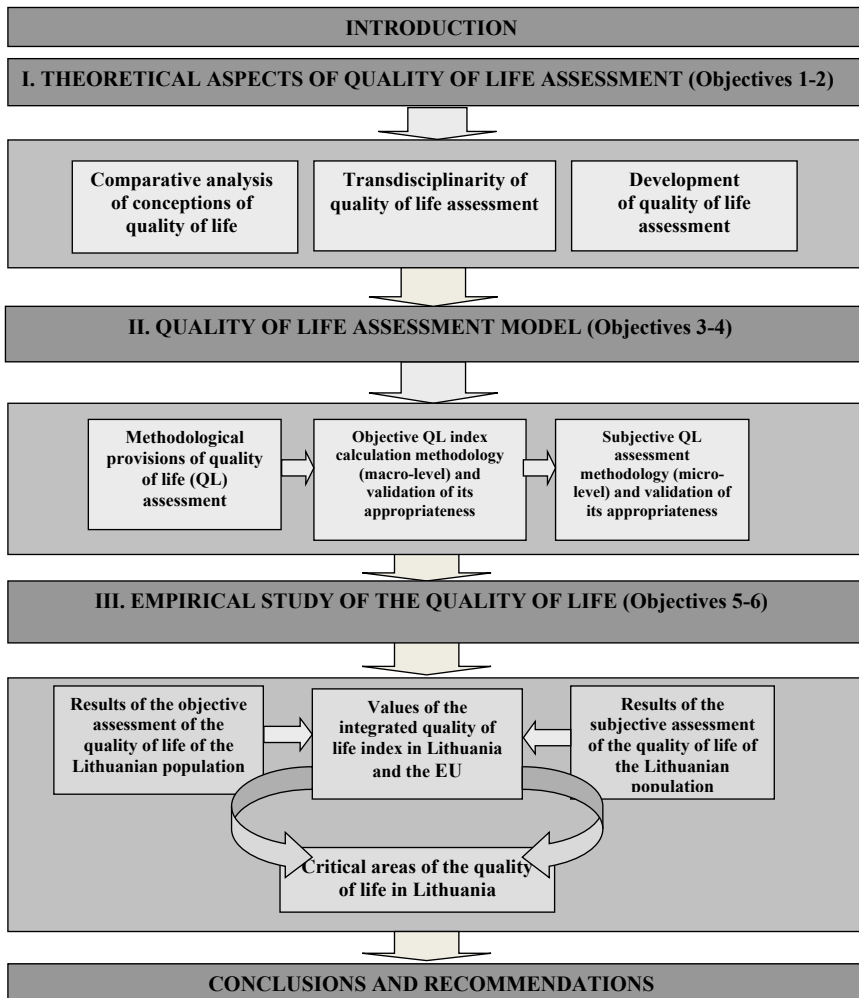 INTRODUCTION
I. THEORETICAL ASPECTS OF QUALITY OF LIFE ASSESSMENT (Objectives 1-2)
Comparative analysis
of conceptions of
quality of life
Transdisciplinarity of
quality of life assessment
Development
of quality of life
assessment
II. QUALITY OF LIFE ASSESSMENT MODEL (Objectives 3-4)
Methodological
provisions of quality
of life (QL)
assessment
Objective QL index
calculation methodology
(macro-level) and
validation of its
appropriateness
Subjective QL
assessment
methodology (micro-
level) and validation of
its appropriateness
III. EMPIRICAL STUDY OF THE QUALITY OF LIFE (Objectives 5-6)
Results of the objective
assessment of the
quality of life of the
Lithuanian population
Values of the
integrated quality of
life index in Lithuania
and the EU
Results of the
subjective assessment
of the quality of life of
the Lithuanian
population
Critical areas of the quality
of life in Lithuania
CONCLUSIONS AND RECOMMENDATIONS